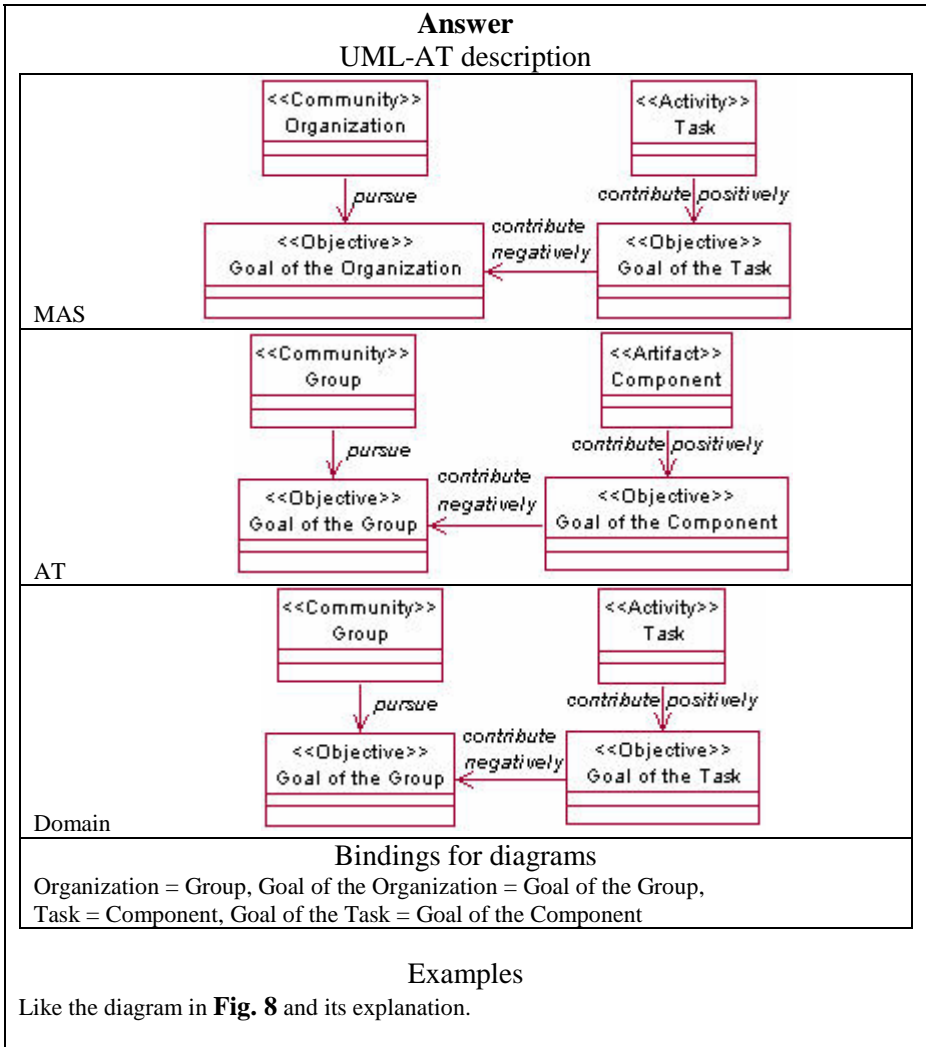 Answer
UML-AT description
<<Community>>
Organization
<<Activity>>
Task
pursue
contribute positively
<<Objective>>
Goal of the Organization
contribute
negatively
<<Objective>>
Goal of the Task
MAS
<<Community>>
Group
<<Artifact>>
Component
pursue
contribute positively
<<Objective>>
Goal of the Group
contribute
negatively
<<Objective>>
Goal of the Component
AT
<<Community>>
Group
<<Activity>>
Task
pursue
contribute positively
<<Objective>>
Goal of the Group
contribute
negatively
<<Objective>>
Goal of the Task
Domain
Bindings for diagrams
Organization = Group, Goal of the Organization = Goal of the Group,
Task = Component, Goal of the Task = Goal of the Component
Examples
Like the diagram in Fig. 8 and its explanation.